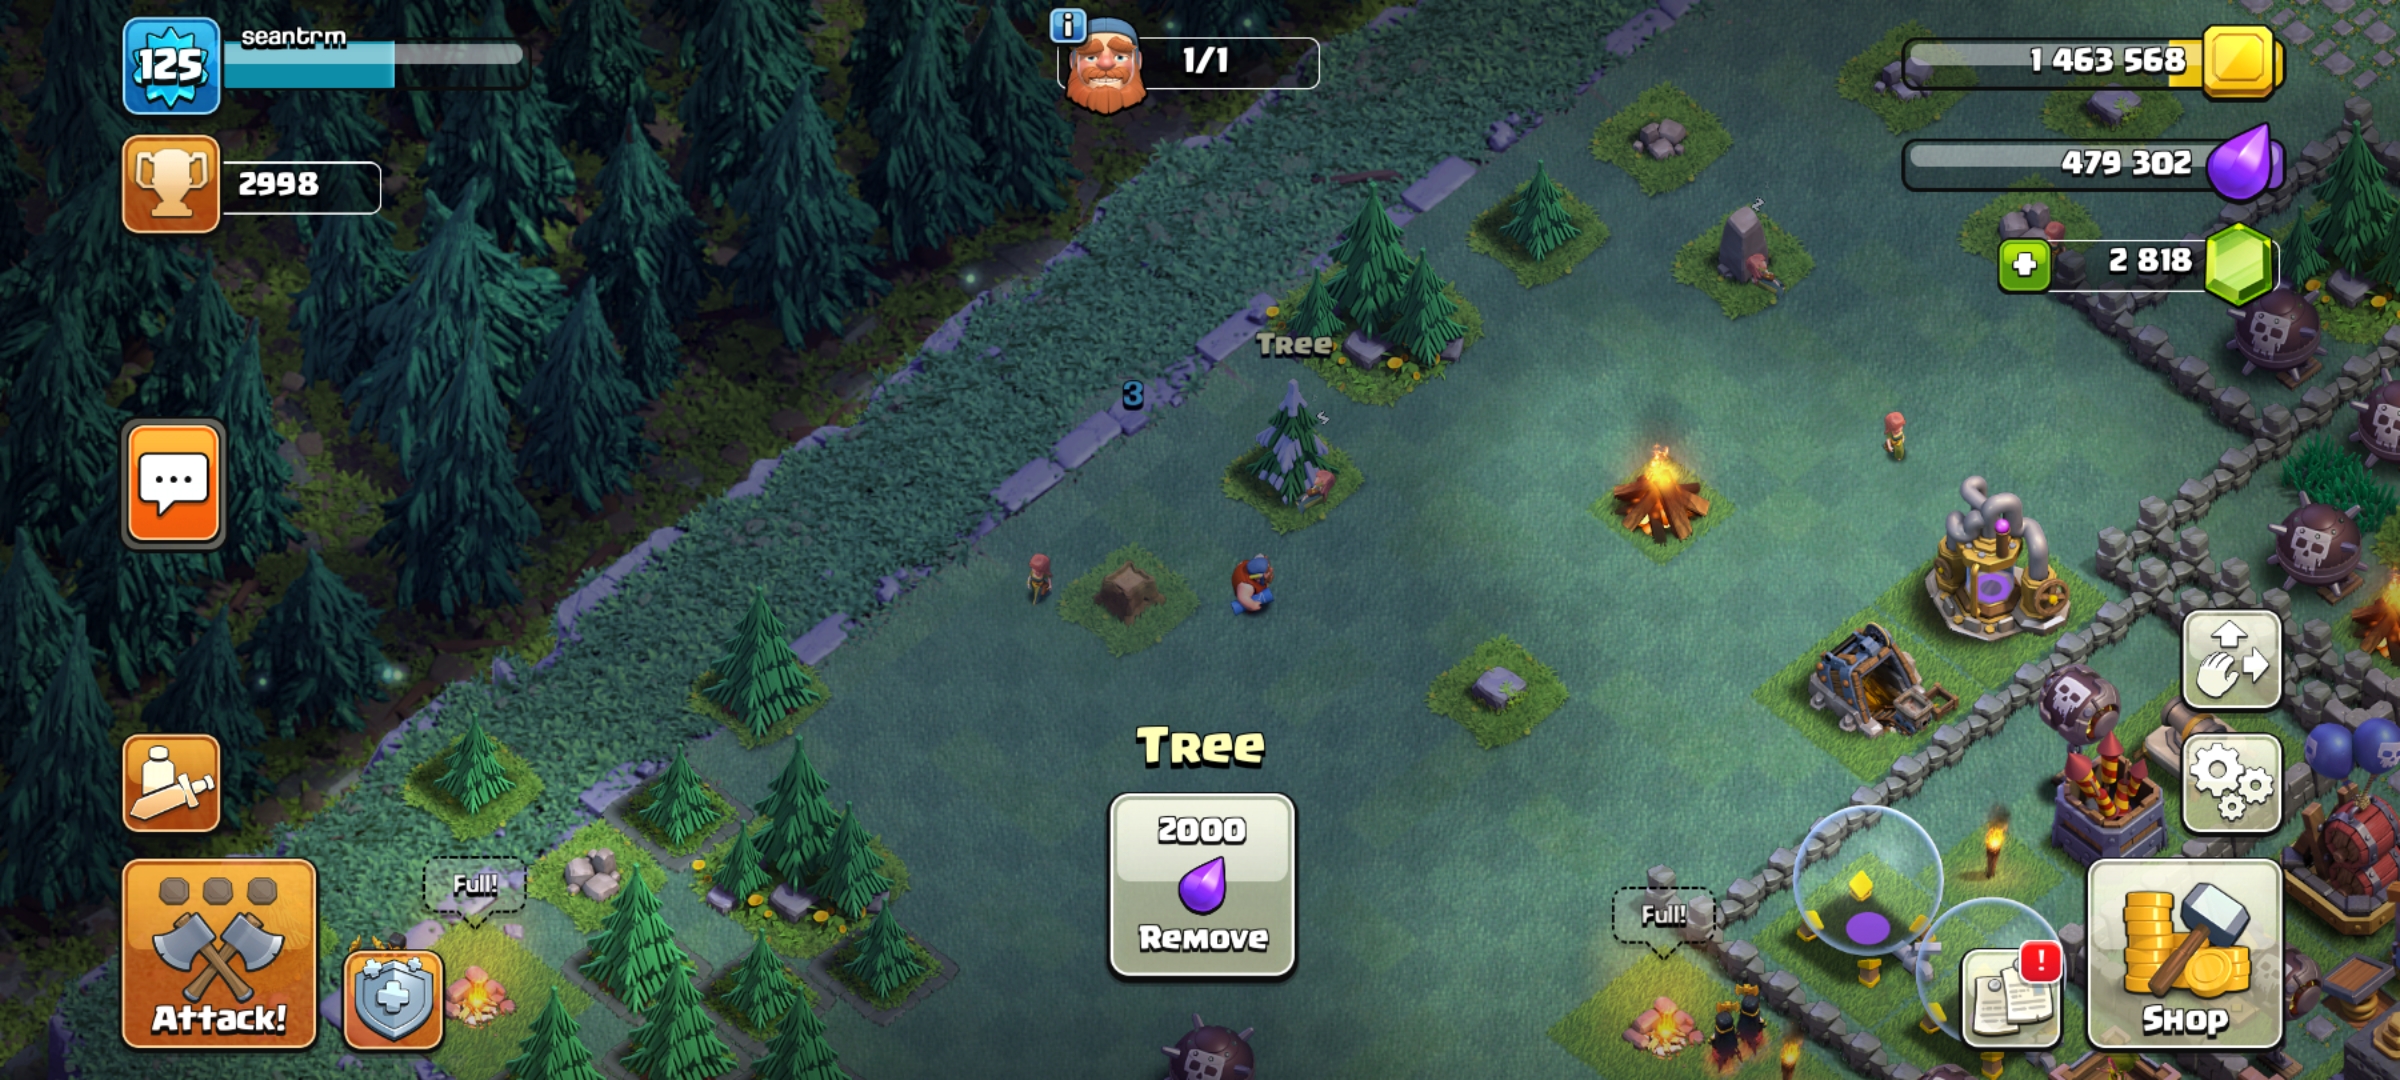 125
seantrm
i
1/1
1 463 568
2998
479 302
2 818
Tree
3
Tree
2000
Remove
Full!
Full!
!
Attack!
Shop